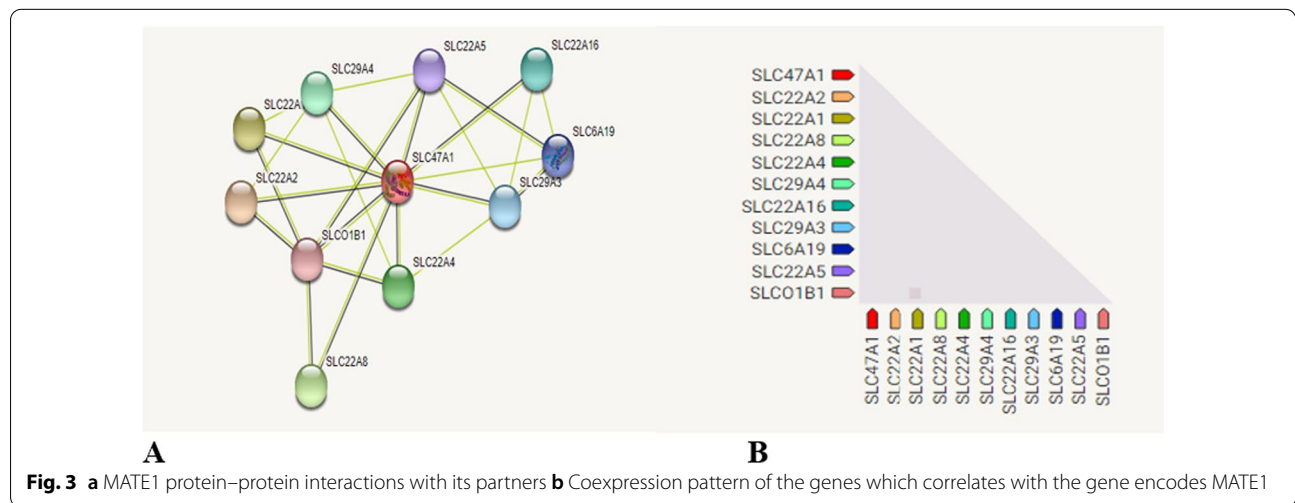 SLC22A5
SLC22A16
SLC29A4
SLC22A
SLC6A19
SLC47A1
SLC29A3
SLC22A2
SLCO1B1
SLC22A4
SLC22A8
A
SLC47A1
SLC22A2
SLC22A1
SLC22A8
SLC22A4
SLC29A4
SLC22A16
SLC29A3
SLC6A19
SLC22A5
SLCO1B1
SLC47A1
SLC22A2
SLC22A1
SLC22A8
SLC22A4
SLC29A4
SLC22A16
SLC29A3
SLC6A19
SLC22A5
SLCO1B1
B
Fig. 3 a MATE1 protein–protein interactions with its partners b Coexpression pattern of the genes which correlates with the gene encodes MATE1